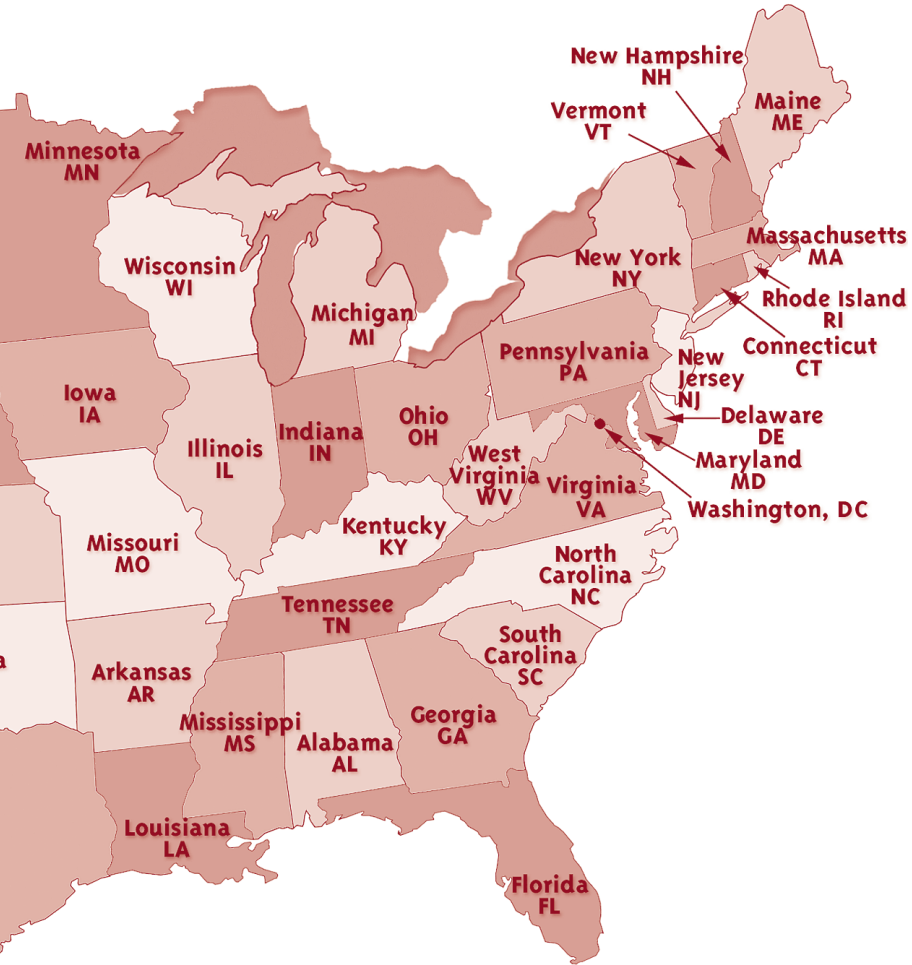 New Hampshire
NH
Maine
ME
Vermont
VT
Minnesota
MN
Massachusetts
MA
Wisconsin
WI
New York
NY
Rhode Island
RI
Michigan
MI
Connecticut
CT
Pennsylvania
PA
New
Jersey
NJ
Iowa
IA
Ohio
OH
Delaware
DE
Indiana
IN
Illinois
IL
West
Virginia
WV
Maryland
MD
Virginia
VA
Washington, DC
Kentucky
KY
Missouri
MO
North
Carolina
NC
Tennessee
TN
South
Carolina
SC
a
Arkansas
AR
Georgia
GA
Mississippi
MS
Alabama
AL
Louisiana
LA
Florida
FL